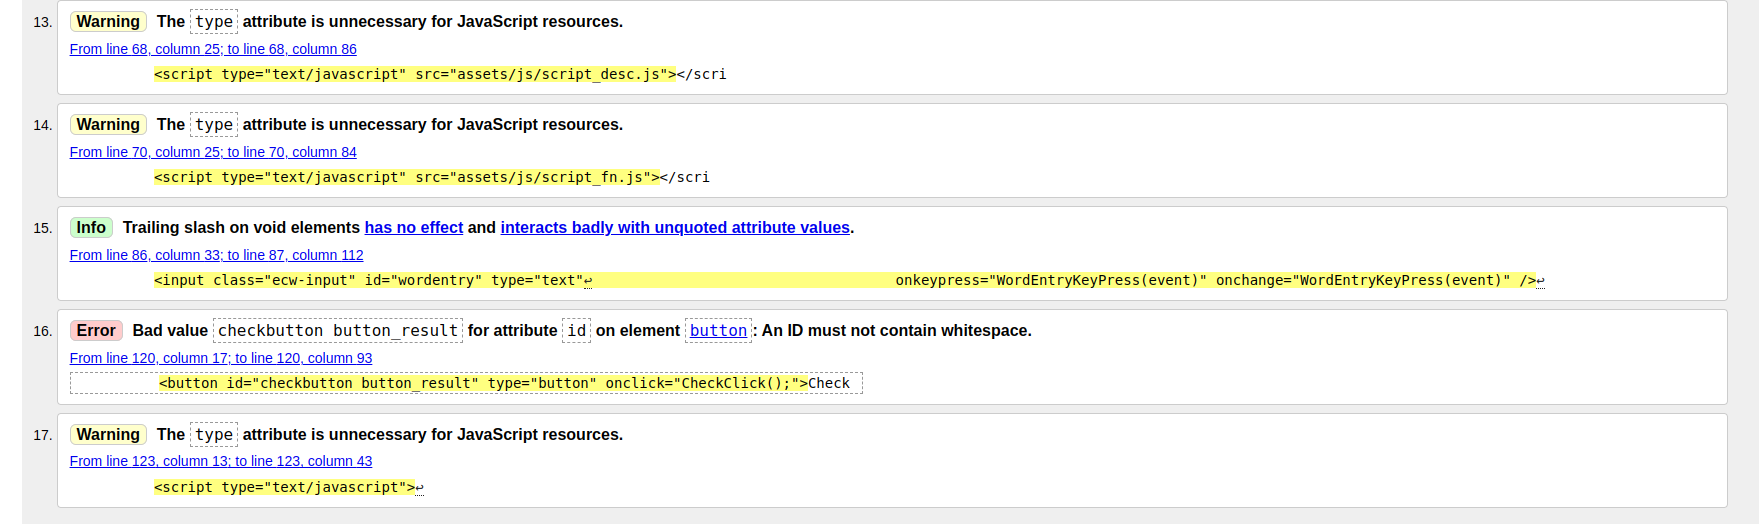 13. Warning The type attribute is unnecessary for JavaScript resources.
From line 68, column 25; to line 68, column 86
<script type="text/javascript" src="assets/js/script_desc.js"></scri
14. Warning The type attribute is unnecessary for JavaScript resources.
From line 70, column 25; to line 70, column 84
<script type="text/javascript" src="assets/js/script_fn.js"></scri
15. Info Trailing slash on void elements has no effect and interacts badly with unquoted attribute values.
From line 86, column 33; to line 87, column 112
<input class="ecw-input" id="wordentry" type="text"↩ onkeypress="WordEntryKeyPress(event)" onchange="WordEntryKeyPress(event)" />↩
16. Error Bad value checkbutton button_result for attribute id on element button: An ID must not contain whitespace.
From line 120, column 17; to line 120, column 93
<button id="checkbutton button_result" type="button" onclick="CheckClick();">Check
17. Warning The type attribute is unnecessary for JavaScript resources.
From line 123, column 13; to line 123, column 43
<script type="text/javascript">↩